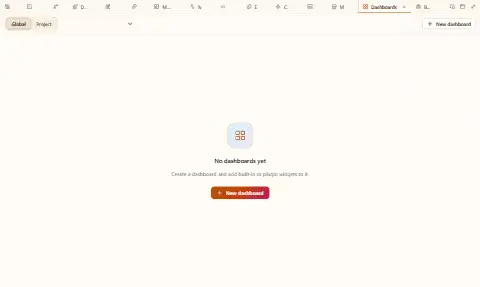 D...
M...
C
M
Dashboards
B...
Global
Project
New dashboard
No dashboards yet
Create a dashboard and add built-in or plugin widgets to it.
New dashboard